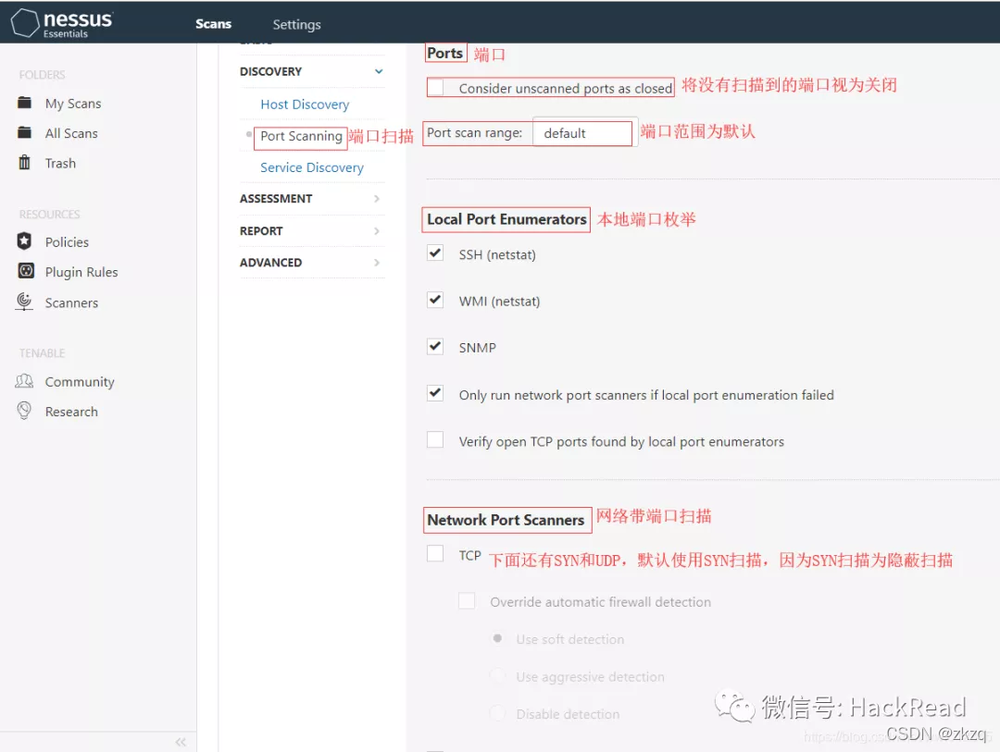 nessus
Essentials
Scans
Settings
FOLDERS
My Scans
All Scans
Trash
RESOURCES
Policies
Plugin Rules
Scanners
TENABLE
Community
Research
DISCOVERY
Host Discovery
Port Scanning 端口扫描
Service Discovery
ASSESSMENT
REPORT
ADVANCED
Ports 端口
Consider unscanned ports as closed 将没有扫描到的端口视为关闭
Port scan range: default 端口范围为默认
Local Port Enumerators 本地端口枚举
SSH (netstat)
WMI (netstat)
SNMP
Only run network port scanners if local port enumeration failed
Verify open TCP ports found by local port enumerators
Network Port Scanners 网络带端口扫描
TCP 下面还有SYN和UDP，默认使用SYN扫描，因为SYN扫描为隐蔽扫描
Override automatic firewall detection
Use soft detection
Use aggressive detection
Disable detection
微信号: HackRead
CSDN @zkzq